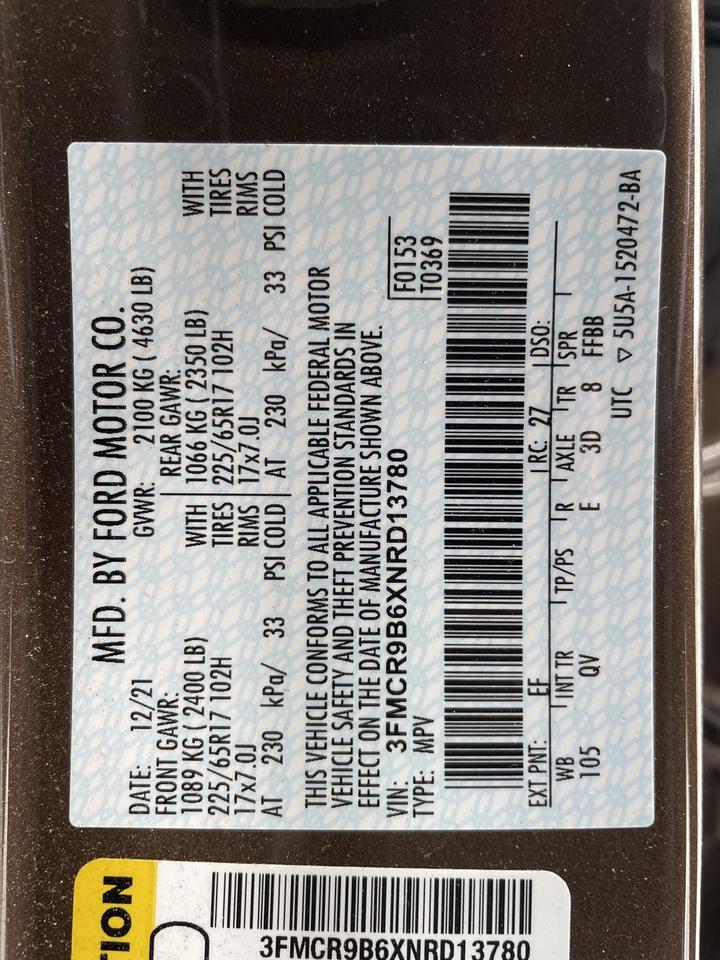 MFD. BY FORD MOTOR CO.
DATE: 12/21 GVWR: 2100 KG ( 4630 LB)
FRONT GAWR: REAR GAWR:
1089 KG ( 2400 LB) WITH 1066 KG ( 2350 LB) WITH
225/65R17 102H TIRES 225/65R17 102H TIRES
17x7.0J RIMS 17x7.0J RIMS
AT 230 kPa/ 33 PSI COLD AT 230 kPa/ 33 PSI COLD
THIS VEHICLE CONFORMS TO ALL APPLICABLE FEDERAL MOTOR
VEHICLE SAFETY AND THEFT PREVENTION STANDARDS IN
EFFECT ON THE DATE OF MANUFACTURE SHOWN ABOVE.
VIN: 3FMCR9B6XNRD13780 F0153
TYPE: MPV T0369
EXT PNT: EF RC: 27 DSO:
WB INT TR TP/PS R AXLE TR SPR
105 QV E 3D 8 FFBB
UTC ▽ 5U5A-1520472-BA
TION
3FMCR9B6XNRD13780